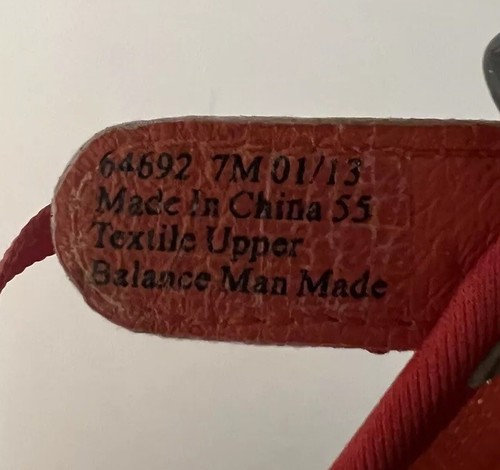 64692 7M 01/13
Made In China 55
Textile Upper
Balance Man Made